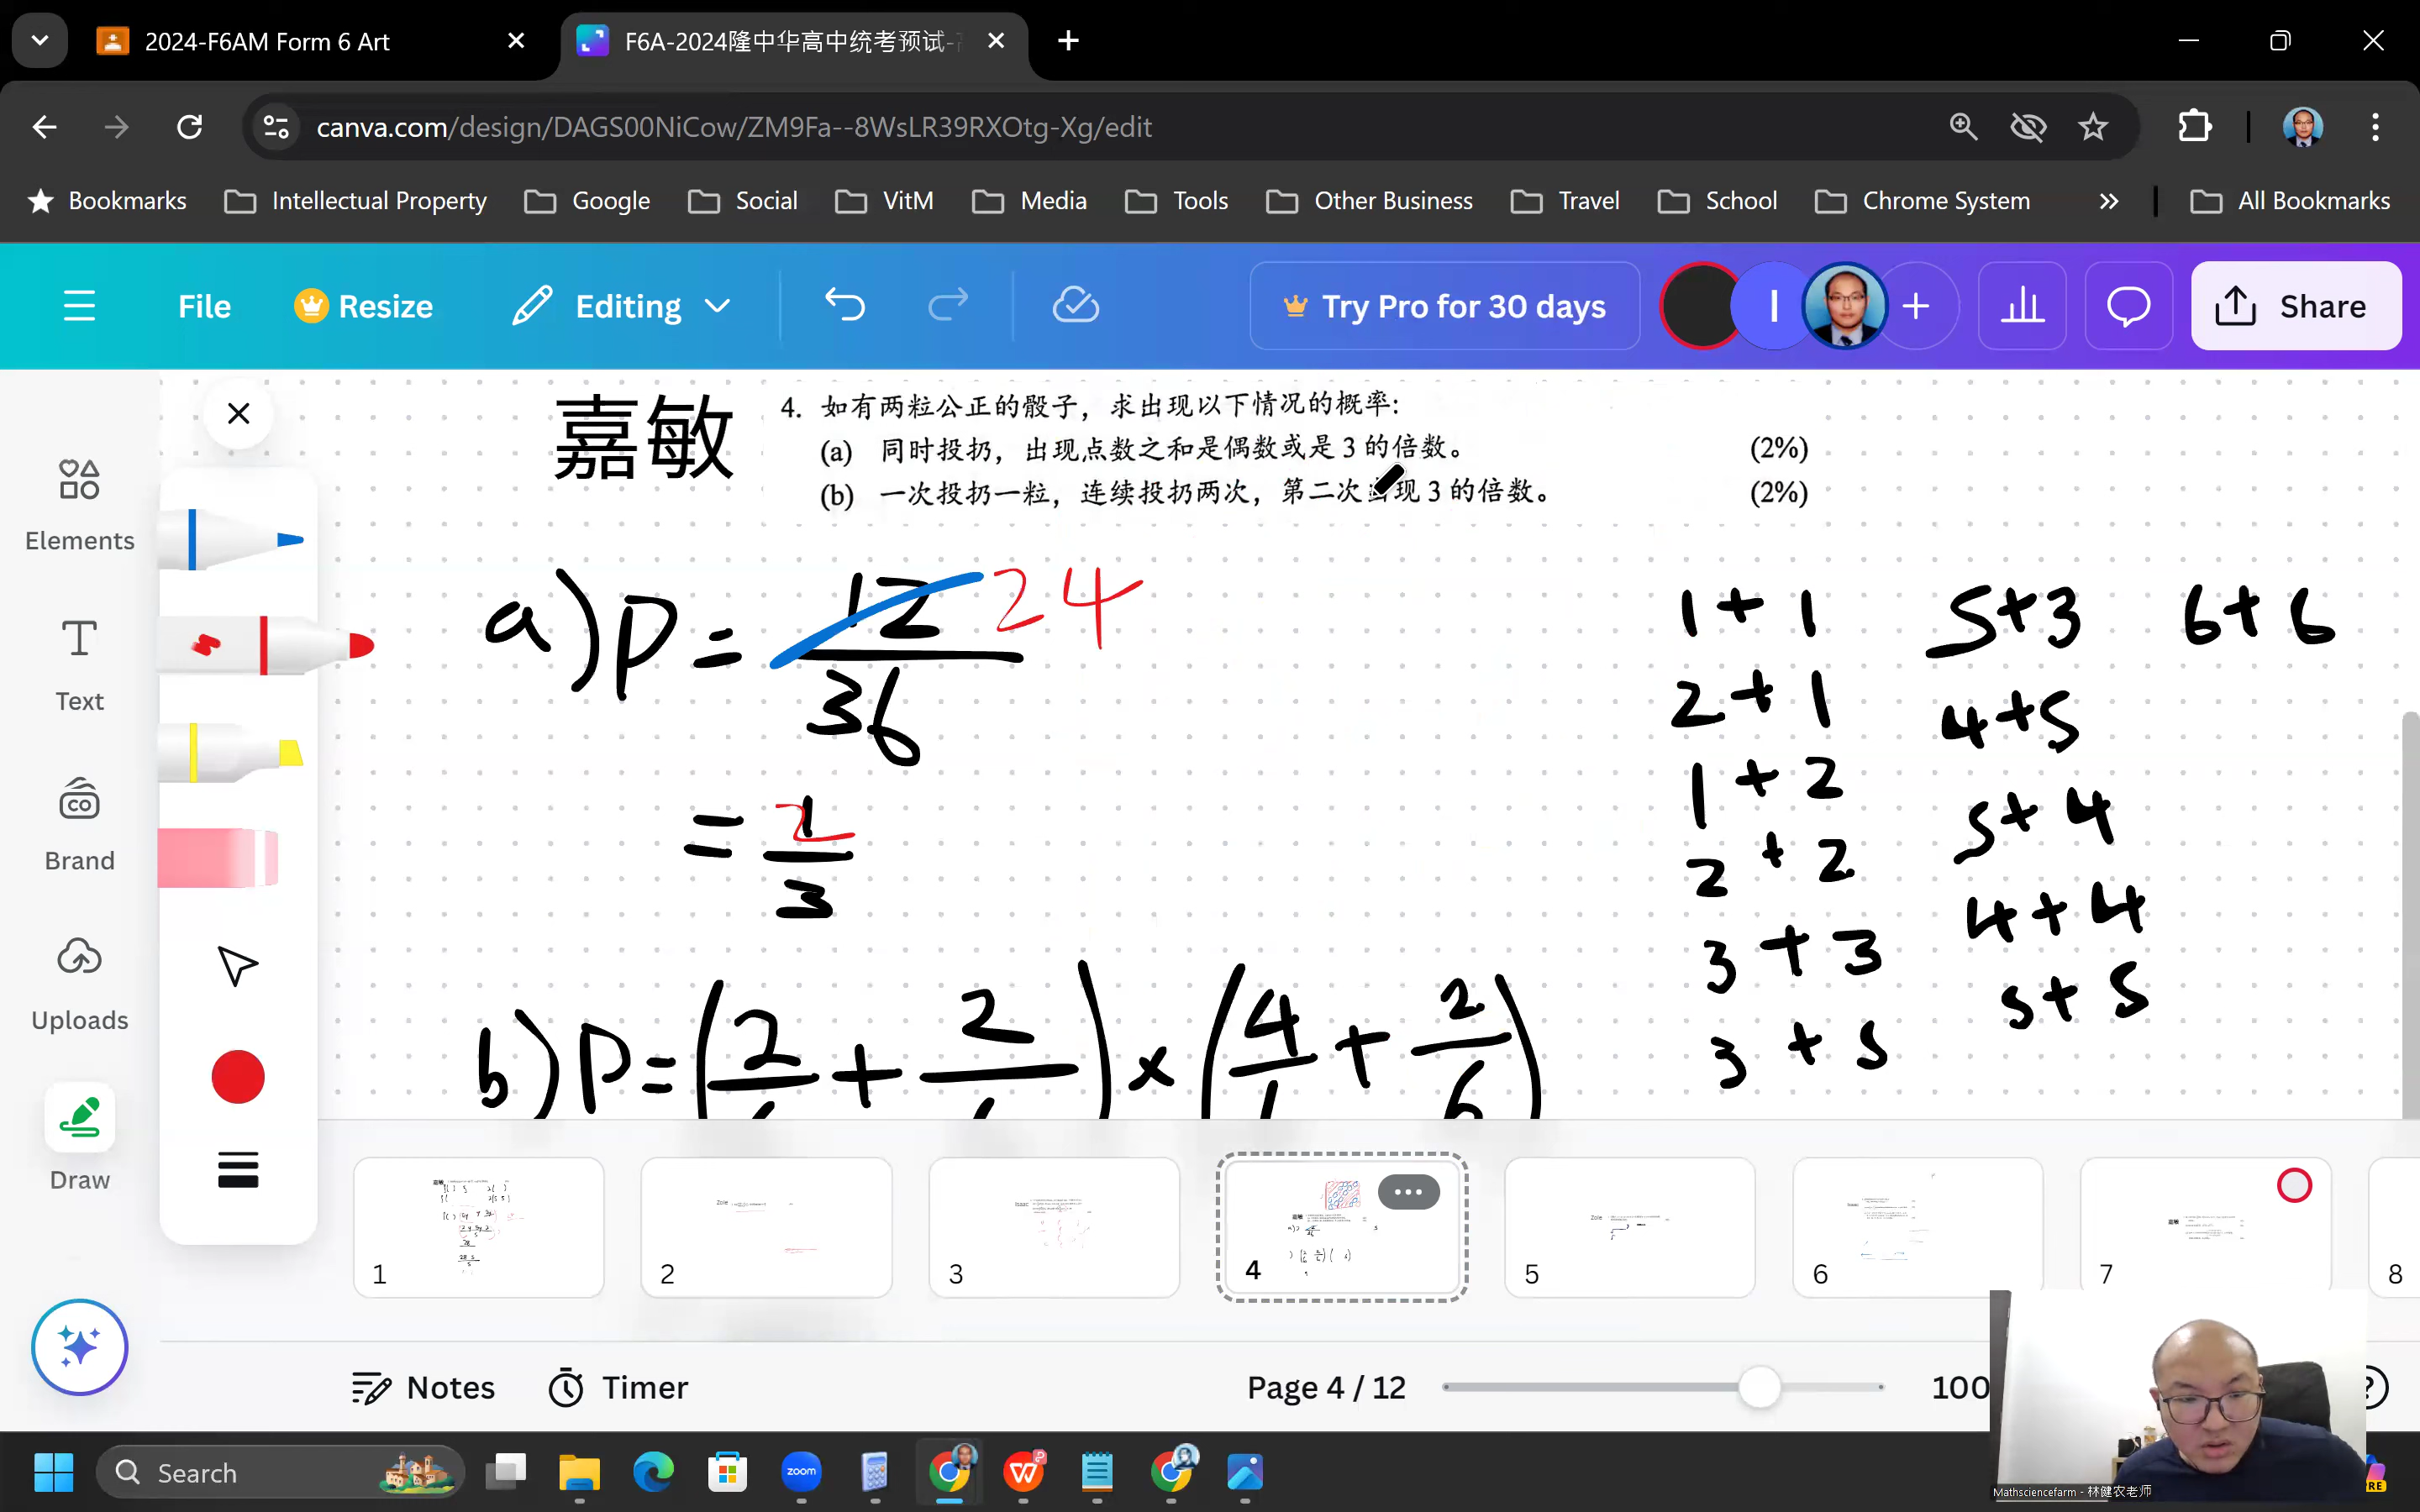 2024-F6AM Form 6 Art
F6A-2024隆中华高中统考预试-
canva.com/design/DAGS00NiCow/ZM9Fa--8WsLR39RXOtg-Xg/edit
Bookmarks Intellectual Property Google Social VitM Media Tools Other Business Travel School Chrome System All Bookmarks
File Resize Editing Try Pro for 30 days I Share
Elements
Text
Brand
Uploads
Draw
嘉敏
4. 如有两粒公正的骰子，求出现以下情况的概率:
(a) 同时投扔，出现点数之和是偶数或是 3 的倍数。 (2%)
(b) 一次投扔一粒，连续投扔两次，第二次出现 3 的倍数。 (2%)
a) P = 12 24
36
= 1 2
3
b) P = (2 + 2) × (4 + 2)
6
1 + 1 5+3 6+6
2 + 1 4+5
1 + 2 5+4
2 + 2 4+4
3 + 3 5+5
3 + 5
1 2 3 4 5 6 7 8
Notes Timer Page 4 / 12 100
Search
zoom
Mathsciencefarm - 林健农老师